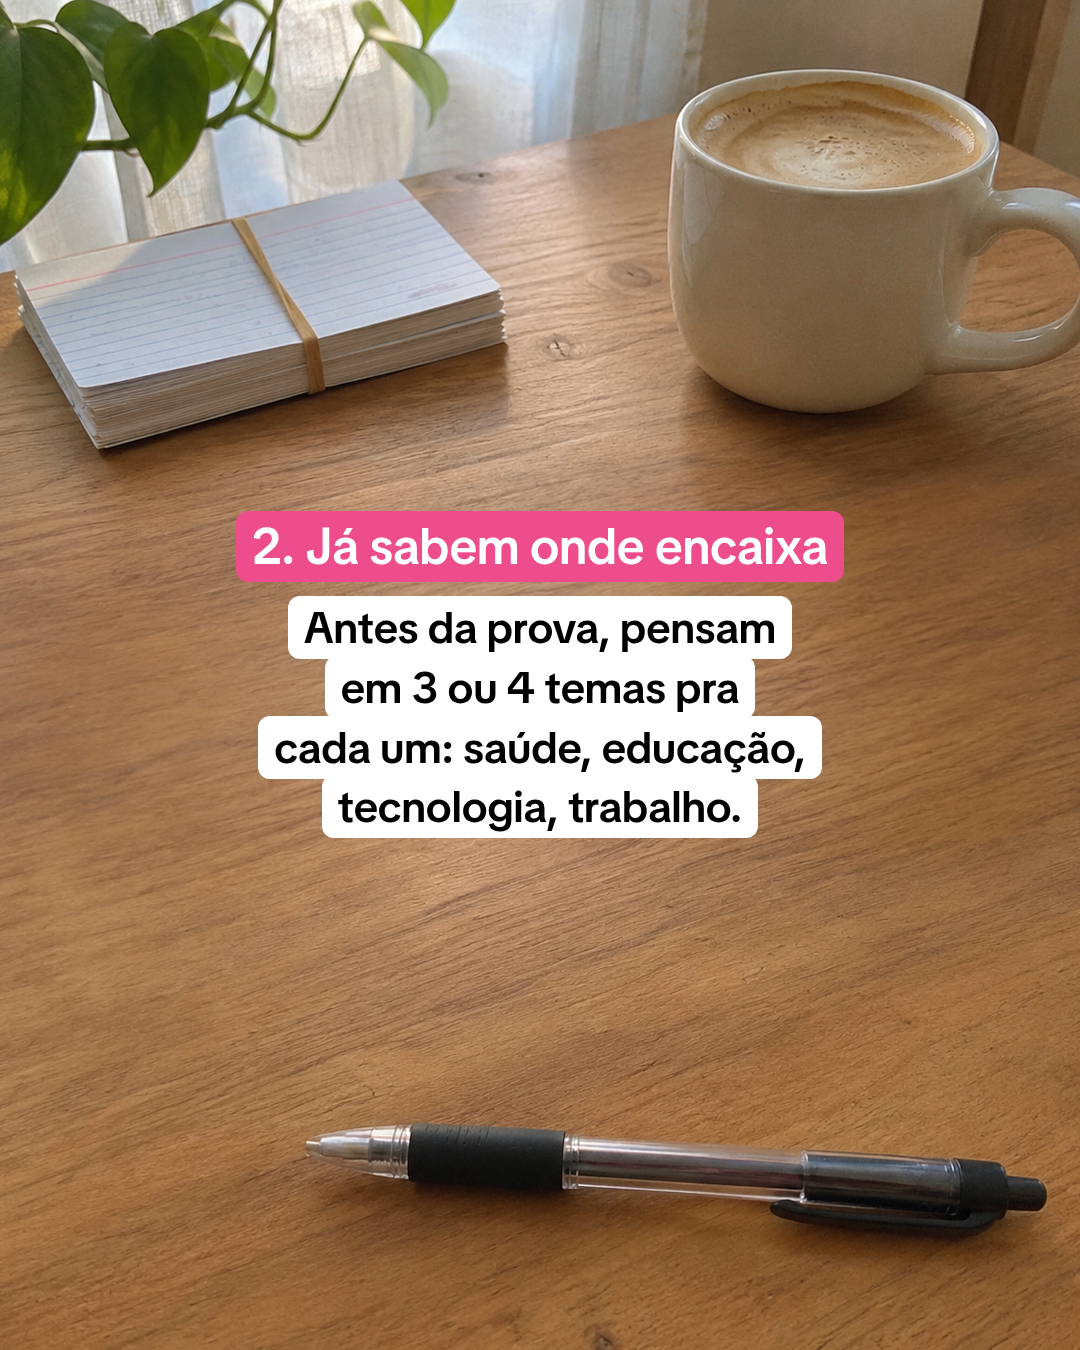 2. Já sabem onde encaixa
Antes da prova, pensam
em 3 ou 4 temas pra
cada um: saúde, educação,
tecnologia, trabalho.